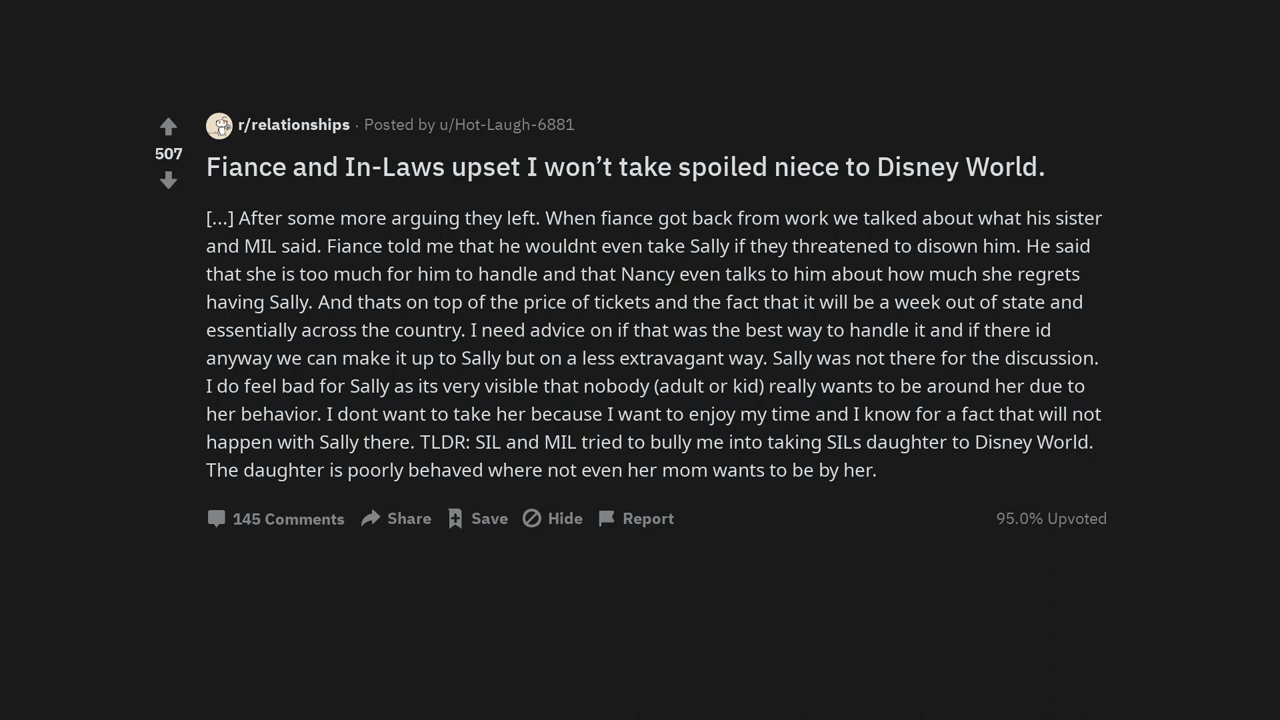 r/relationships · Posted by u/Hot-Laugh-6881
507
Fiance and In-Laws upset I won’t take spoiled niece to Disney World.
[...] After some more arguing they left. When fiance got back from work we talked about what his sister
and MIL said. Fiance told me that he wouldnt even take Sally if they threatened to disown him. He said
that she is too much for him to handle and that Nancy even talks to him about how much she regrets
having Sally. And thats on top of the price of tickets and the fact that it will be a week out of state and
essentially across the country. I need advice on if that was the best way to handle it and if there id
anyway we can make it up to Sally but on a less extravagant way. Sally was not there for the discussion.
I do feel bad for Sally as its very visible that nobody (adult or kid) really wants to be around her due to
her behavior. I dont want to take her because I want to enjoy my time and I know for a fact that will not
happen with Sally there. TLDR: SIL and MIL tried to bully me into taking SILs daughter to Disney World.
The daughter is poorly behaved where not even her mom wants to be by her.
145 Comments Share Save Hide Report 95.0% Upvoted